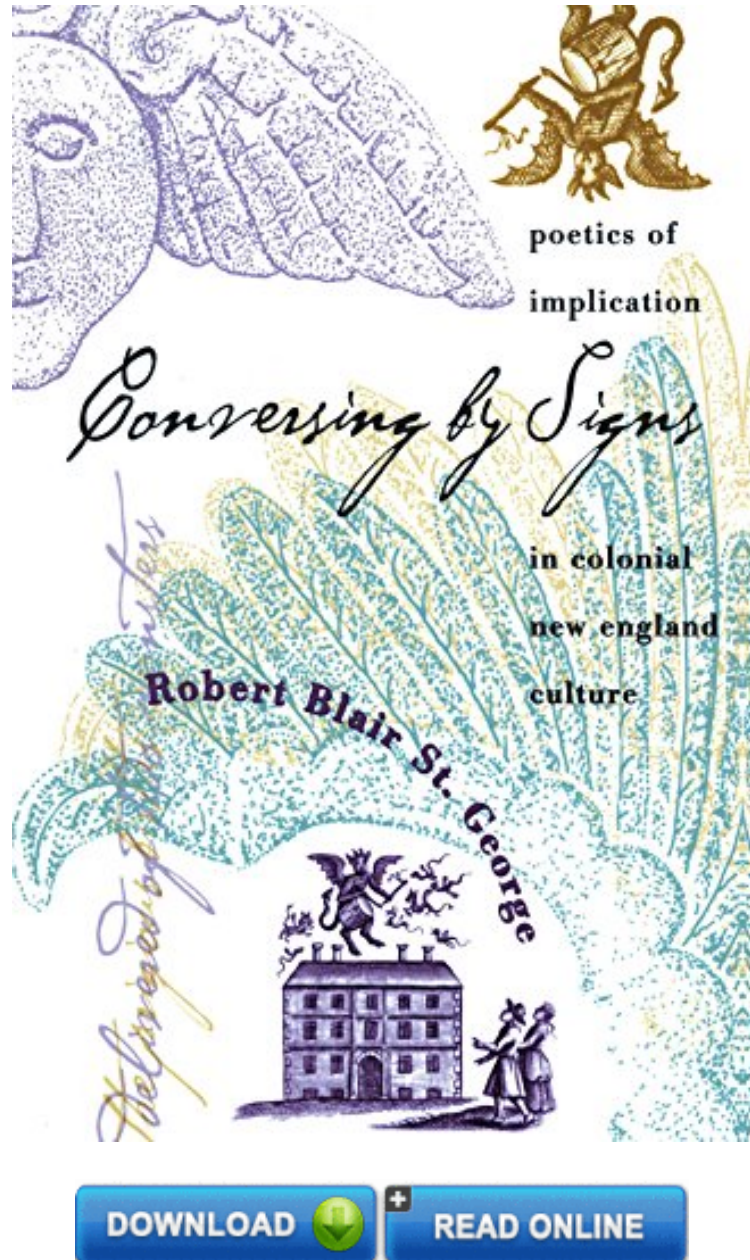 poetics of
implication
Conversing by Signs
in colonial
new england
culture
Robert Blair St. George
DOWNLOAD
READ ONLINE